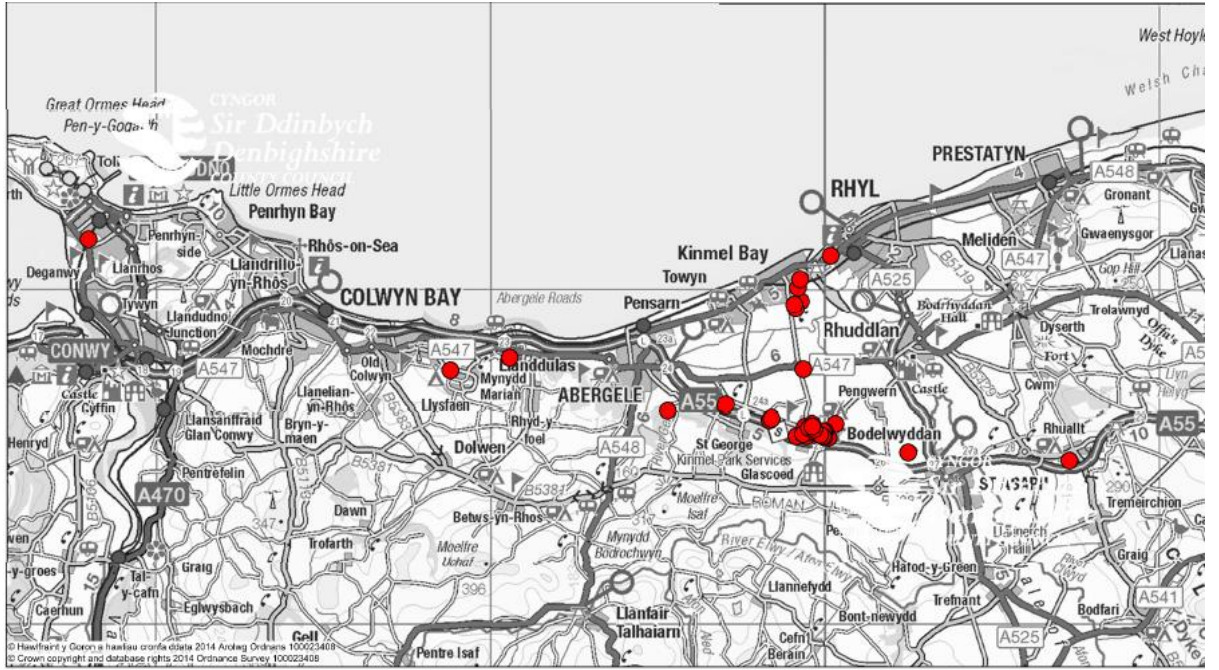 West Hoyle
Welsh Cha
Great Ormes Head
Pen-y-Gogarth
CYNGOR
Sir Ddinbych
Denbighshire
COUNTY COUNCIL
Little Ormes Head
Penrhyn Bay
PRESTATYN
A548
Gronant
RHYL
Gwaenysgor
Rhôs-on-Sea
Penrhyn-side
Kinmel Bay
Meliden
A547
Deganwy
Llanrhos
Llandrillo-yn-Rhôs
Towyn
A525
B5119
Gop Hill
Tywyn
COLWYN BAY
Abergele Roads
Pensarn
Bodrhyddan Hall
Trelawnyd
Llandudno Junction
Rhuddlan
Dyserth
Offa's Dyke
CONWY
Mochdre
Old Colwyn
A547
Llanddulas
A547
Fort
A547
Castle
Cyffin
Llysfaen
Mynydd Marian
ABERGELE
Pengwern
Castle
Cwm
Llanelian-yn-Rhôs
Rhyd-y-foel
A55
Llansanffraid Glan Conwy
Bryn-y-maen
Bodelwyddan
Rhuallt
A55
Henryd
Dolwen
A548
St George
Kinmel Park Services
Glascoed
Pentrefelin
B5381
B5381
Tremeirchion
A470
B5106
B5113
Betws-yn-Rhos
Moelfre Isaf
ROMAN
Dawn
Mynydd Bodrochwyn
River Elwy / Afon Elwy
Graig
Trofarth
Moelfre Uchaf
396
Llannefydd
Hafod-y-Green
Trefnant
Tal-y-cafn
Graig
Bont-newydd
Bodfari
A541
Caerhun
Eglwysbach
Llanfair Talhaiarn
Cefn Berain
A525
Gell
Pentre Isaf
© Hawlfraint y Goron a hawliau cronfa ddata 2014 Arolwg Ordnans 100023408
© Crown copyright and database rights 2014 Ordnance Survey 100023408